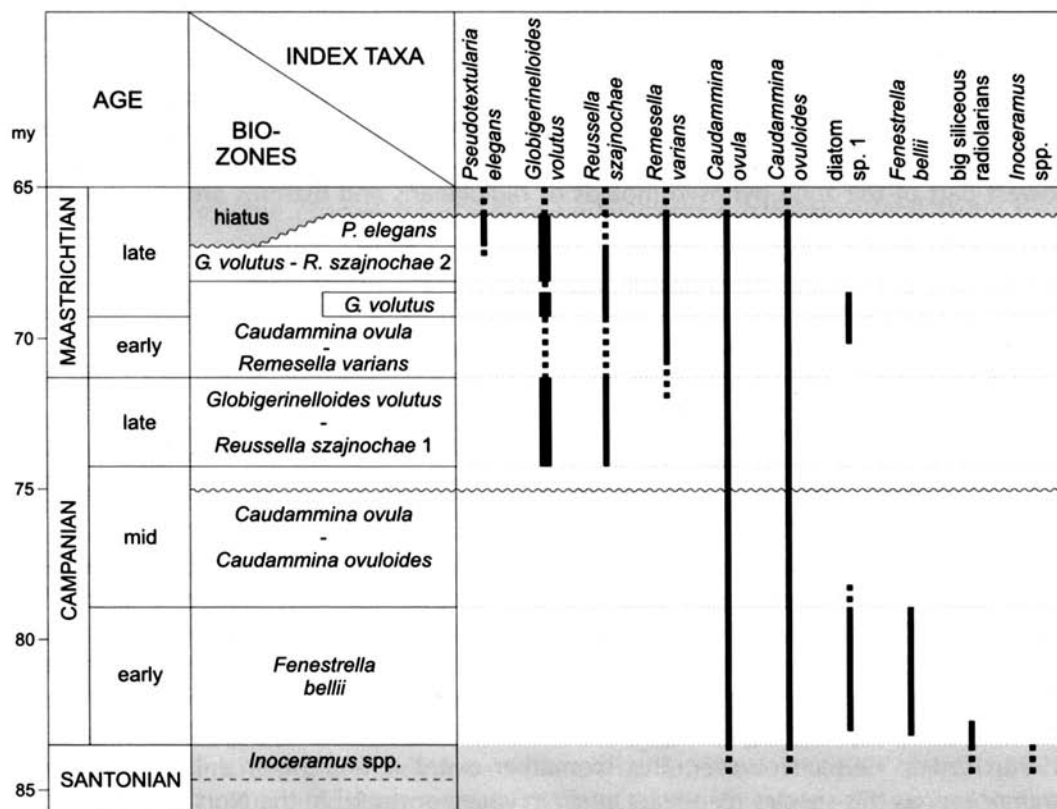 INDEX TAXA
AGE
BIO-
ZONES
my
Pseudotextularia
elegans
Globigerinelloides
volutus
Reussella
szajnochae
Remesella
varians
Caudammina
ovula
Caudammina
ovuloides
diatom
sp. 1
Fenestrella
bellii
big siliceous
radiolarians
Inoceramus
spp.
65
70
75
80
85
MAASTRICHTIAN
late
early
CAMPANIAN
late
mid
early
SANTONIAN
hiatus
P. elegans
G. volutus - R. szajnochae 2
G. volutus
Caudammina ovula
-
Remesella varians
Globigerinelloides volutus
-
Reussella szajnochae 1
Caudammina ovula
-
Caudammina ovuloides
Fenestrella
bellii
Inoceramus spp.